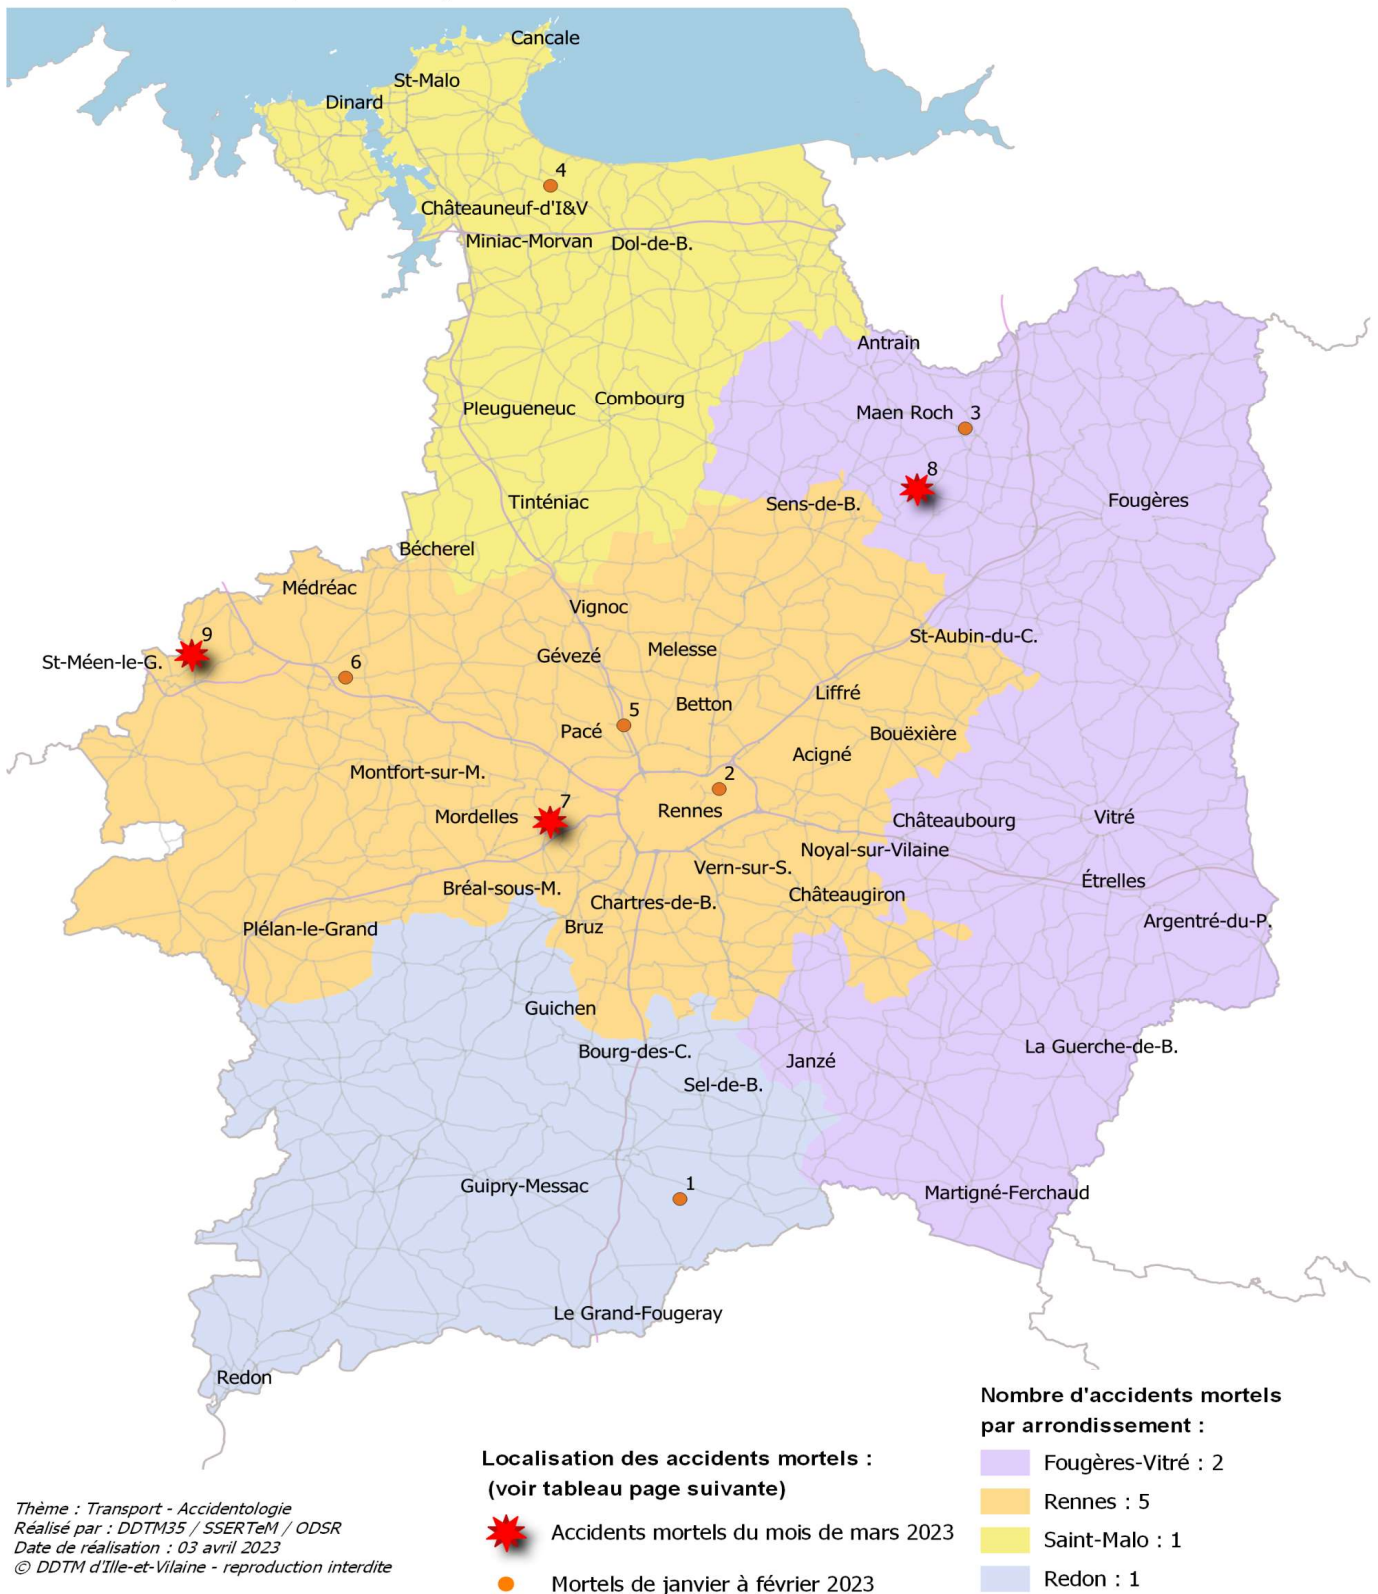 Cancale
St-Malo
Dinard
4
Châteauneuf-d'I&V
Miniac-Morvan
Dol-de-B.
Antrain
Combourg
Pleugueneuc
Maen Roch
3
8
Tinténiac
Sens-de-B.
Fougères
Bécherel
Médréac
Vignoc
9
St-Aubin-du-C.
St-Méen-le-G.
6
Gévezé
Melesse
Liffré
Betton
5
Pacé
Bouëxière
Acigné
Montfort-sur-M.
2
7
Mordelles
Rennes
Châteaubourg
Vitré
Noyal-sur-Vilaine
Vern-sur-S.
Étrelles
Bréal-sous-M.
Chartres-de-B.
Châteaugiron
Argentré-du-P.
Plélan-le-Grand
Bruz
Guichen
Bourg-des-C.
Janzé
La Guerche-de-B.
Sel-de-B.
Guipry-Messac
1
Martigné-Ferchaud
Le Grand-Fougeray
Redon
Nombre d'accidents mortels
par arrondissement :
Fougères-Vitré : 2
Rennes : 5
Saint-Malo : 1
Redon : 1
Localisation des accidents mortels :
(voir tableau page suivante)
Accidents mortels du mois de mars 2023
Mortels de janvier à février 2023
Thème : Transport - Accidentologie
Réalisé par : DDTM35 / SSERTeM / ODSR
Date de réalisation : 03 avril 2023
© DDTM d'Ille-et-Vilaine - reproduction interdite